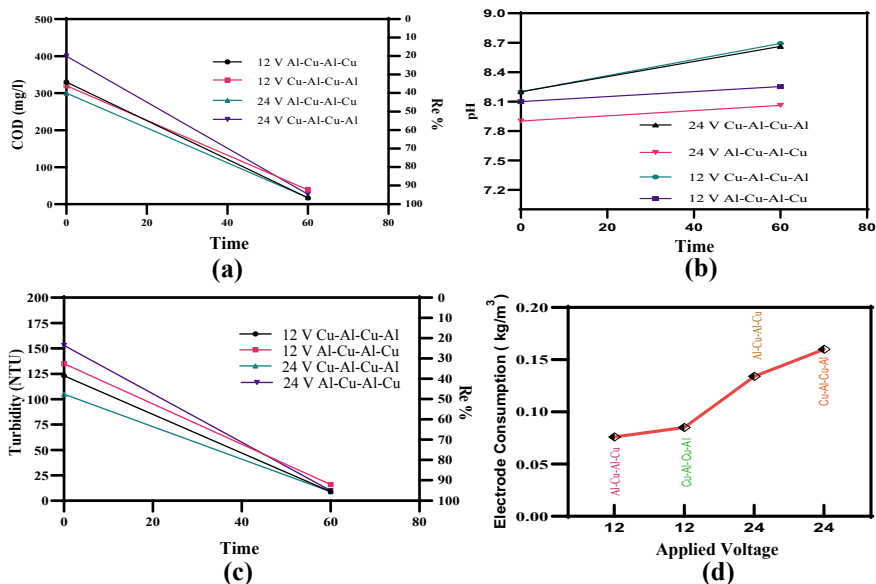 500
400
300
200
100
0
COD (mg/l)
0
10
20
30
40
50
60
70
80
90
100
Re%
12 V Al-Cu-Al-Cu
12 V Cu-Al-Cu-Al
24 V Al-Cu-Al-Cu
24 V Cu-Al-Cu-Al
0 20 40 60 80
Time
(a)
9.0
8.7
8.4
8.1
7.8
7.5
7.2
pH
24 V Cu-Al-Cu-Al
24 V Al-Cu-Al-Cu
12 V Cu-Al-Cu-Al
12 V Al-Cu-Al-Cu
0 20 40 60 80
Time
(b)
200
175
150
125
100
75
50
25
0
Turbidity (NTU)
0
10
20
30
40
50
60
70
80
90
100
Re%
12 V Cu-Al-Cu-Al
12 V Al-Cu-Al-Cu
24 V Cu-Al-Cu-Al
24 V Al-Cu-Al-Cu
0 20 40 60 80
Time
(c)
0.20
0.15
0.10
0.05
0.00
Electrode Consumption ( kg/m³)
Al-Cu-Al-Cu
Cu-Al-Cu-Al
Al-Cu-Al-Cu
Cu-Al-Cu-Al
12 12 24 24
Applied Voltage
(d)